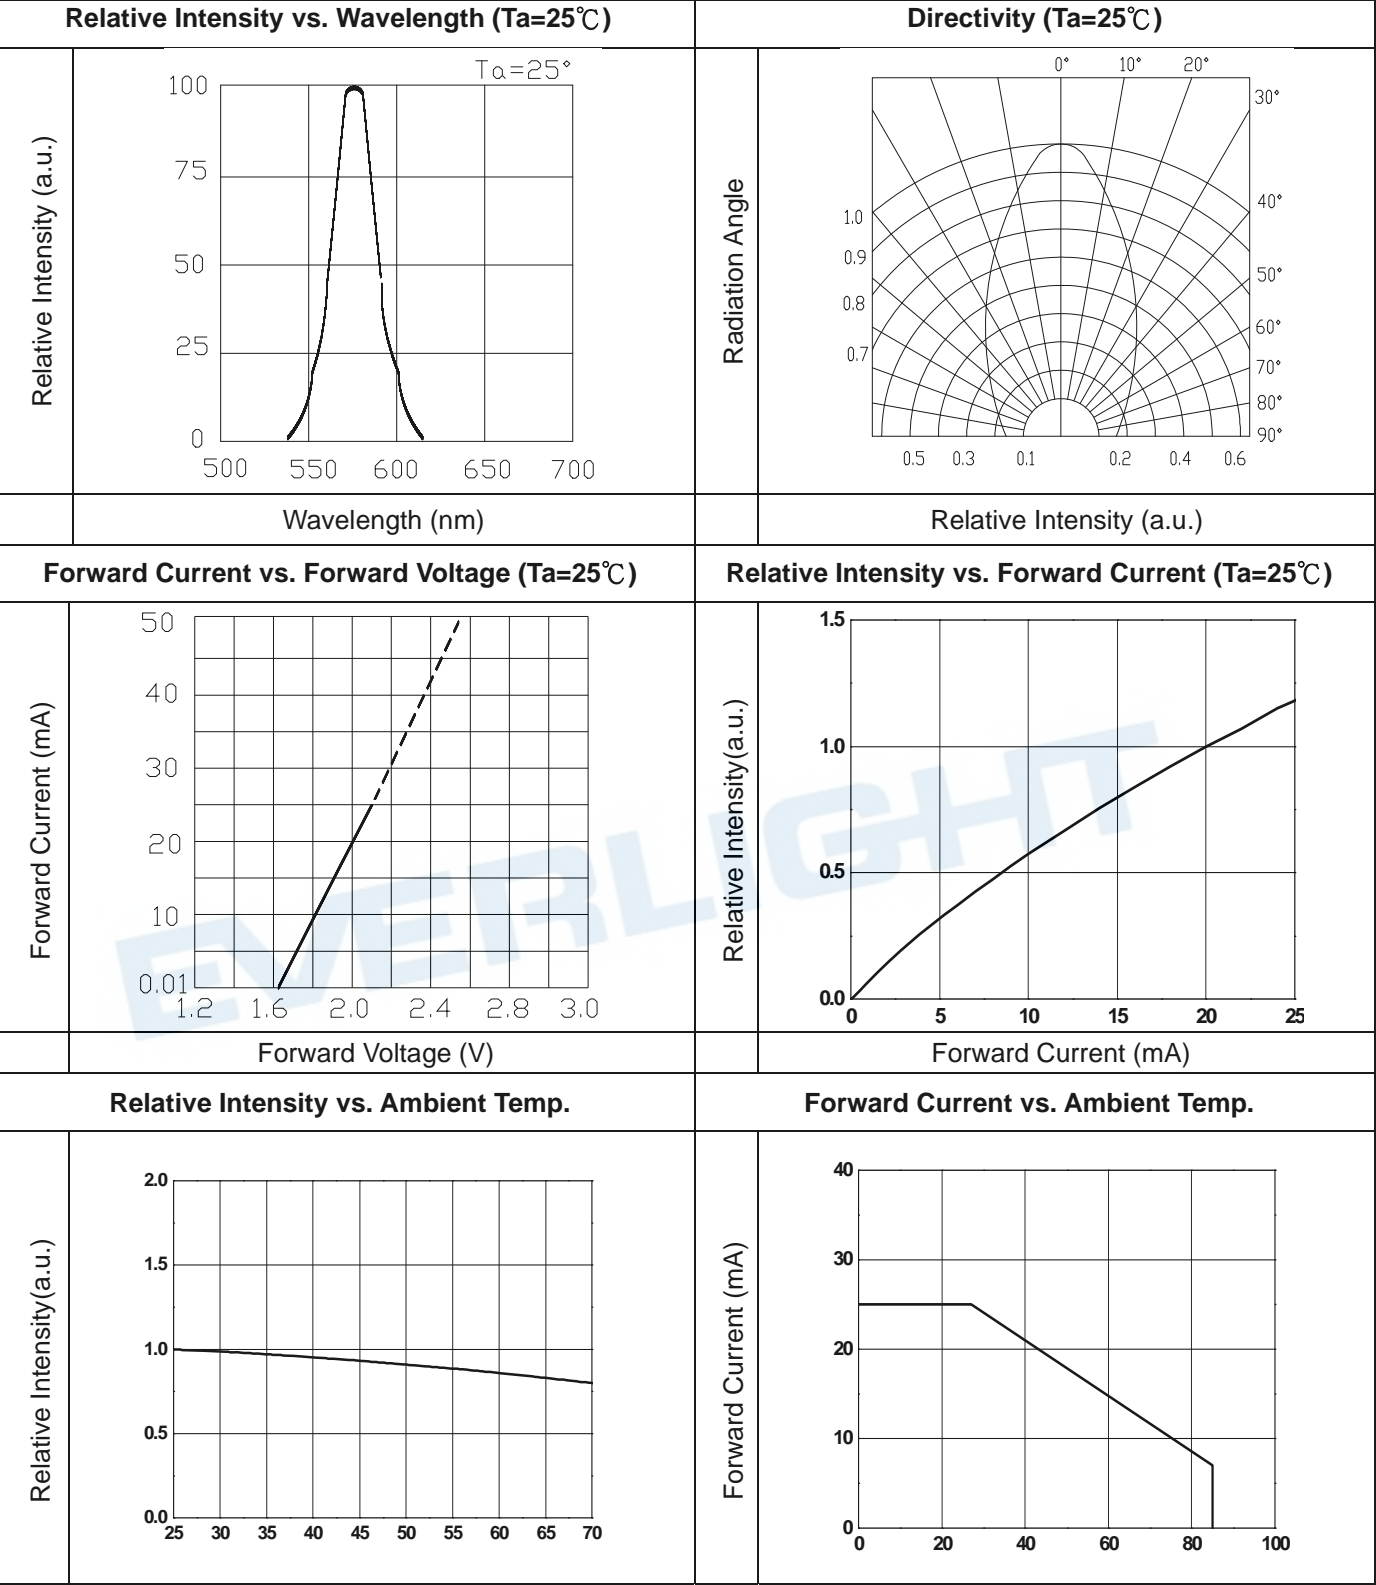 Relative Intensity vs. Wavelength (Ta=25℃)
Directivity (Ta=25℃)
Relative Intensity (a.u.)
Ta=25°
100
75
50
25
0
500 550 600 650 700
Wavelength (nm)
Radiation Angle
0° 10° 20°
30°
40°
50°
60°
70°
80°
90°
1.0
0.9
0.8
0.7
0.5 0.3 0.1 0.2 0.4 0.6
Relative Intensity (a.u.)
Forward Current vs. Forward Voltage (Ta=25℃)
Relative Intensity vs. Forward Current (Ta=25℃)
Forward Current (mA)
50
40
30
20
10
0.01
1.2 1.6 2.0 2.4 2.8 3.0
Forward Voltage (V)
Relative Intensity(a.u.)
1.5
1.0
0.5
0.0
0 5 10 15 20 25
Forward Current (mA)
EVERLIGHT
Relative Intensity vs. Ambient Temp.
Forward Current vs. Ambient Temp.
Relative Intensity(a.u.)
2.0
1.5
1.0
0.5
0.0
25 30 35 40 45 50 55 60 65 70
Forward Current (mA)
40
30
20
10
0
0 20 40 60 80 100